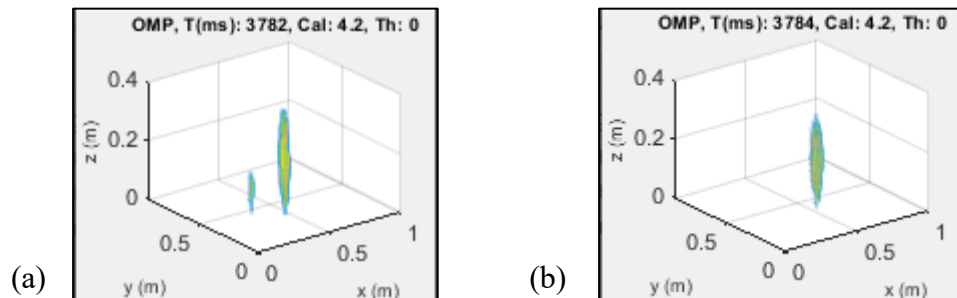 OMP, T(ms): 3782, Cal: 4.2, Th: 0
0.4
0.2
0
z (m)
0.5
0
y (m)
0
0.5
1
x (m)
(a)
OMP, T(ms): 3784, Cal: 4.2, Th: 0
0.4
0.2
0
z (m)
0.5
0
y (m)
0
0.5
1
x (m)
(b)